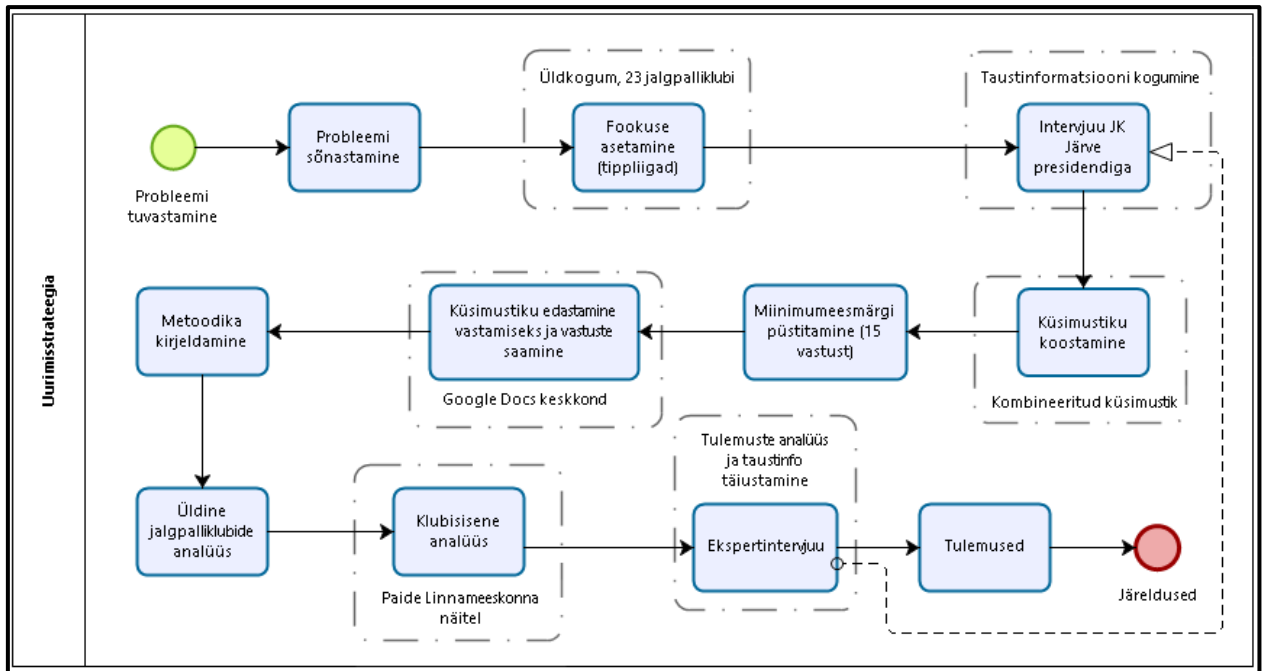 Uurimisstrateegia
Probleemi
tuvastamine
Probleemi
sõnastamine
Üldkogum, 23 jalgpalliklubi
Fookuse
asetamine
(tippliigad)
Taustinformatsiooni kogumine
Intervjuu JK
Järve
presidendiga
Küsimustiku
koostamine
Kombineeritud küsimustik
Miinimumeesmärgi
püstitamine (15
vastust)
Küsimustiku edastamine
vastamiseks ja vastuste
saamine
Google Docs keskkond
Metoodika
kirjeldamine
Üldine
jalgpalliklubide
analüüs
Klubisisene
analüüs
Paide Linnameeskonna
näitel
Tulemuste analüüs
ja taustinfo
täiustamine
Ekspertintervjuu
Tulemused
Järeldused